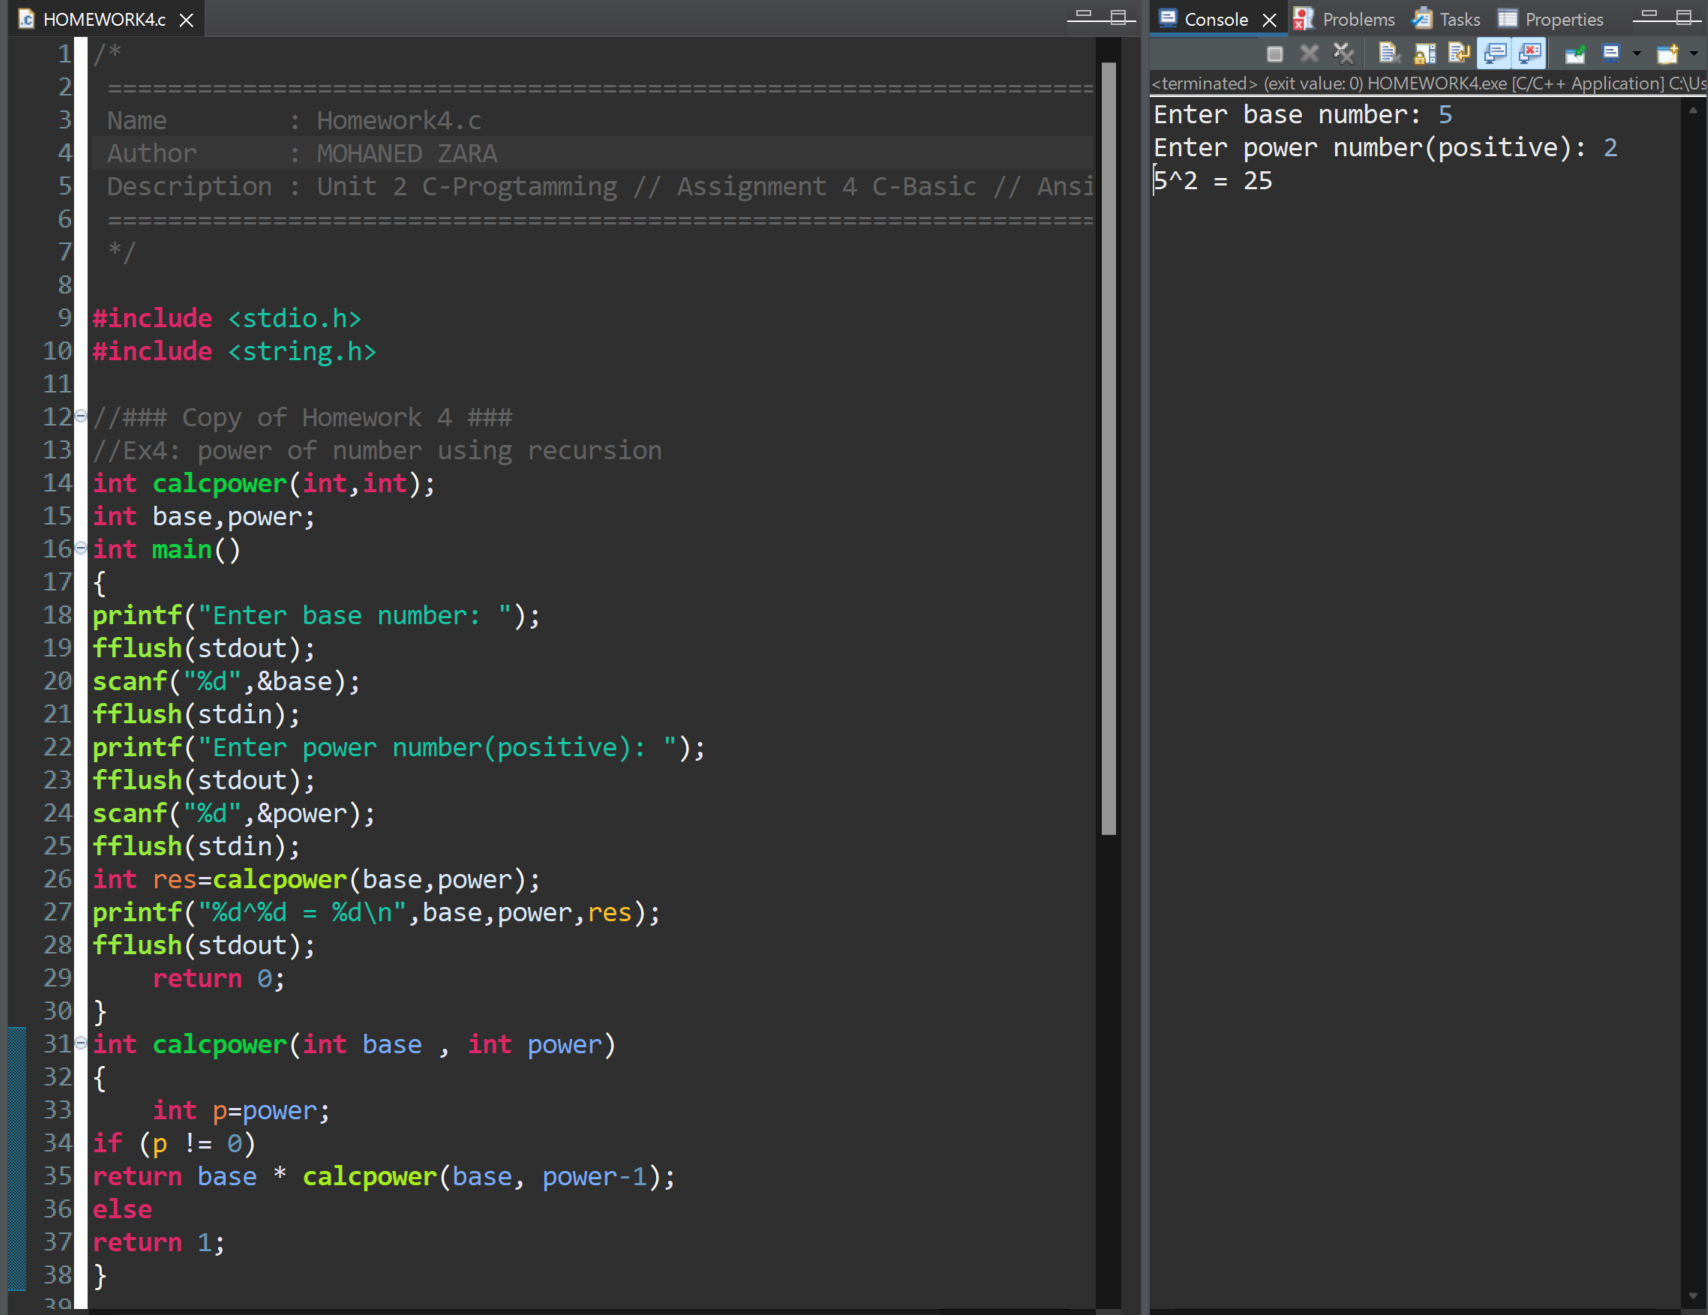 HOMEWORK4.c
1 /*
2 ==================================================================
3 Name : Homework4.c
4 Author : MOHANED ZARA
5 Description : Unit 2 C-Progtamming // Assignment 4 C-Basic // Ansi
6 ==================================================================
7 */
8
9 #include <stdio.h>
10 #include <string.h>
11
12 //### Copy of Homework 4 ###
13 //Ex4: power of number using recursion
14 int calcpower(int,int);
15 int base,power;
16 int main()
17 {
18 printf("Enter base number: ");
19 fflush(stdout);
20 scanf("%d",&base);
21 fflush(stdin);
22 printf("Enter power number(positive): ");
23 fflush(stdout);
24 scanf("%d",&power);
25 fflush(stdin);
26 int res=calcpower(base,power);
27 printf("%d^%d = %d\n",base,power,res);
28 fflush(stdout);
29     return 0;
30 }
31 int calcpower(int base , int power)
32 {
33     int p=power;
34 if (p != 0)
35 return base * calcpower(base, power-1);
36 else
37 return 1;
38 }
39
Console Problems Tasks Properties
<terminated> (exit value: 0) HOMEWORK4.exe [C/C++ Application] C:\Us
Enter base number: 5
Enter power number(positive): 2
5^2 = 25